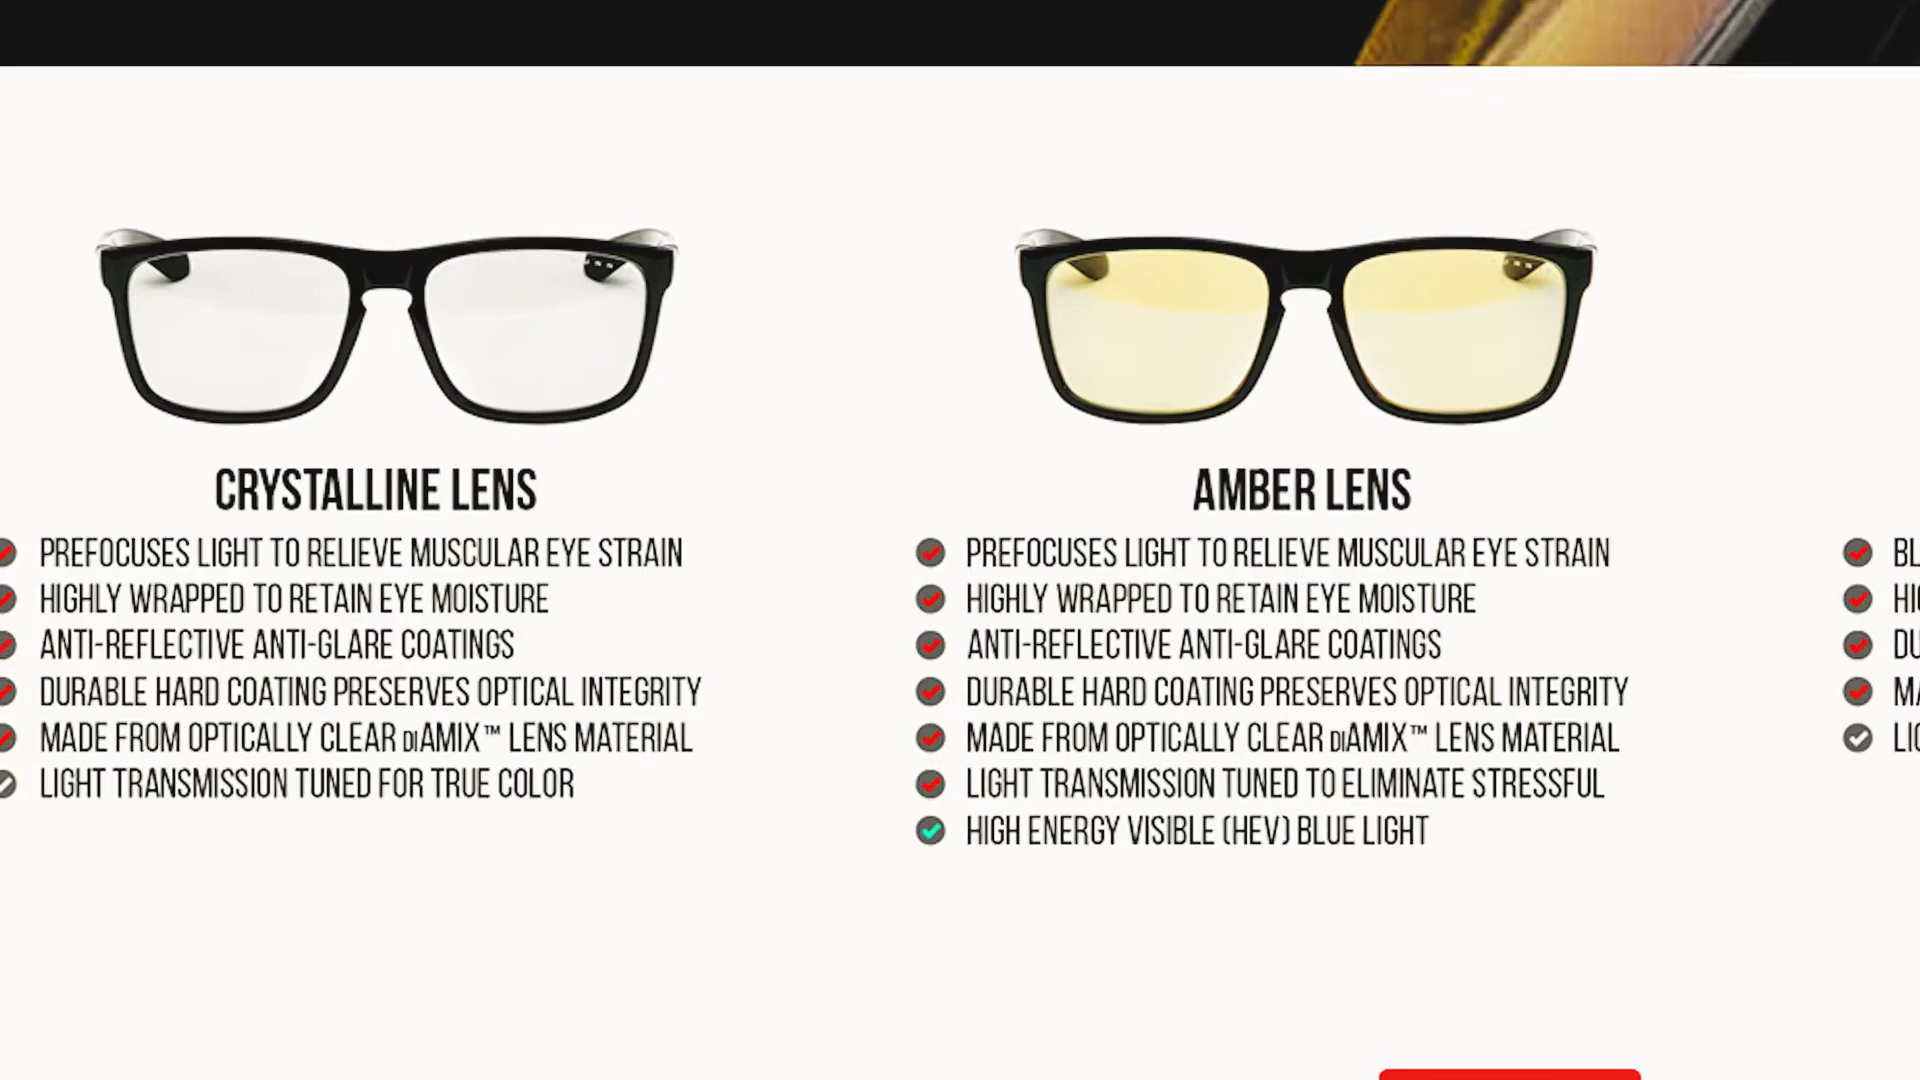 CRYSTALLINE LENS
PREFOCUSES LIGHT TO RELIEVE MUSCULAR EYE STRAIN
HIGHLY WRAPPED TO RETAIN EYE MOISTURE
ANTI-REFLECTIVE ANTI-GLARE COATINGS
DURABLE HARD COATING PRESERVES OPTICAL INTEGRITY
MADE FROM OPTICALLY CLEAR DIAMIX™ LENS MATERIAL
LIGHT TRANSMISSION TUNED FOR TRUE COLOR
AMBER LENS
PREFOCUSES LIGHT TO RELIEVE MUSCULAR EYE STRAIN
HIGHLY WRAPPED TO RETAIN EYE MOISTURE
ANTI-REFLECTIVE ANTI-GLARE COATINGS
DURABLE HARD COATING PRESERVES OPTICAL INTEGRITY
MADE FROM OPTICALLY CLEAR DIAMIX™ LENS MATERIAL
LIGHT TRANSMISSION TUNED TO ELIMINATE STRESSFUL
HIGH ENERGY VISIBLE (HEV) BLUE LIGHT